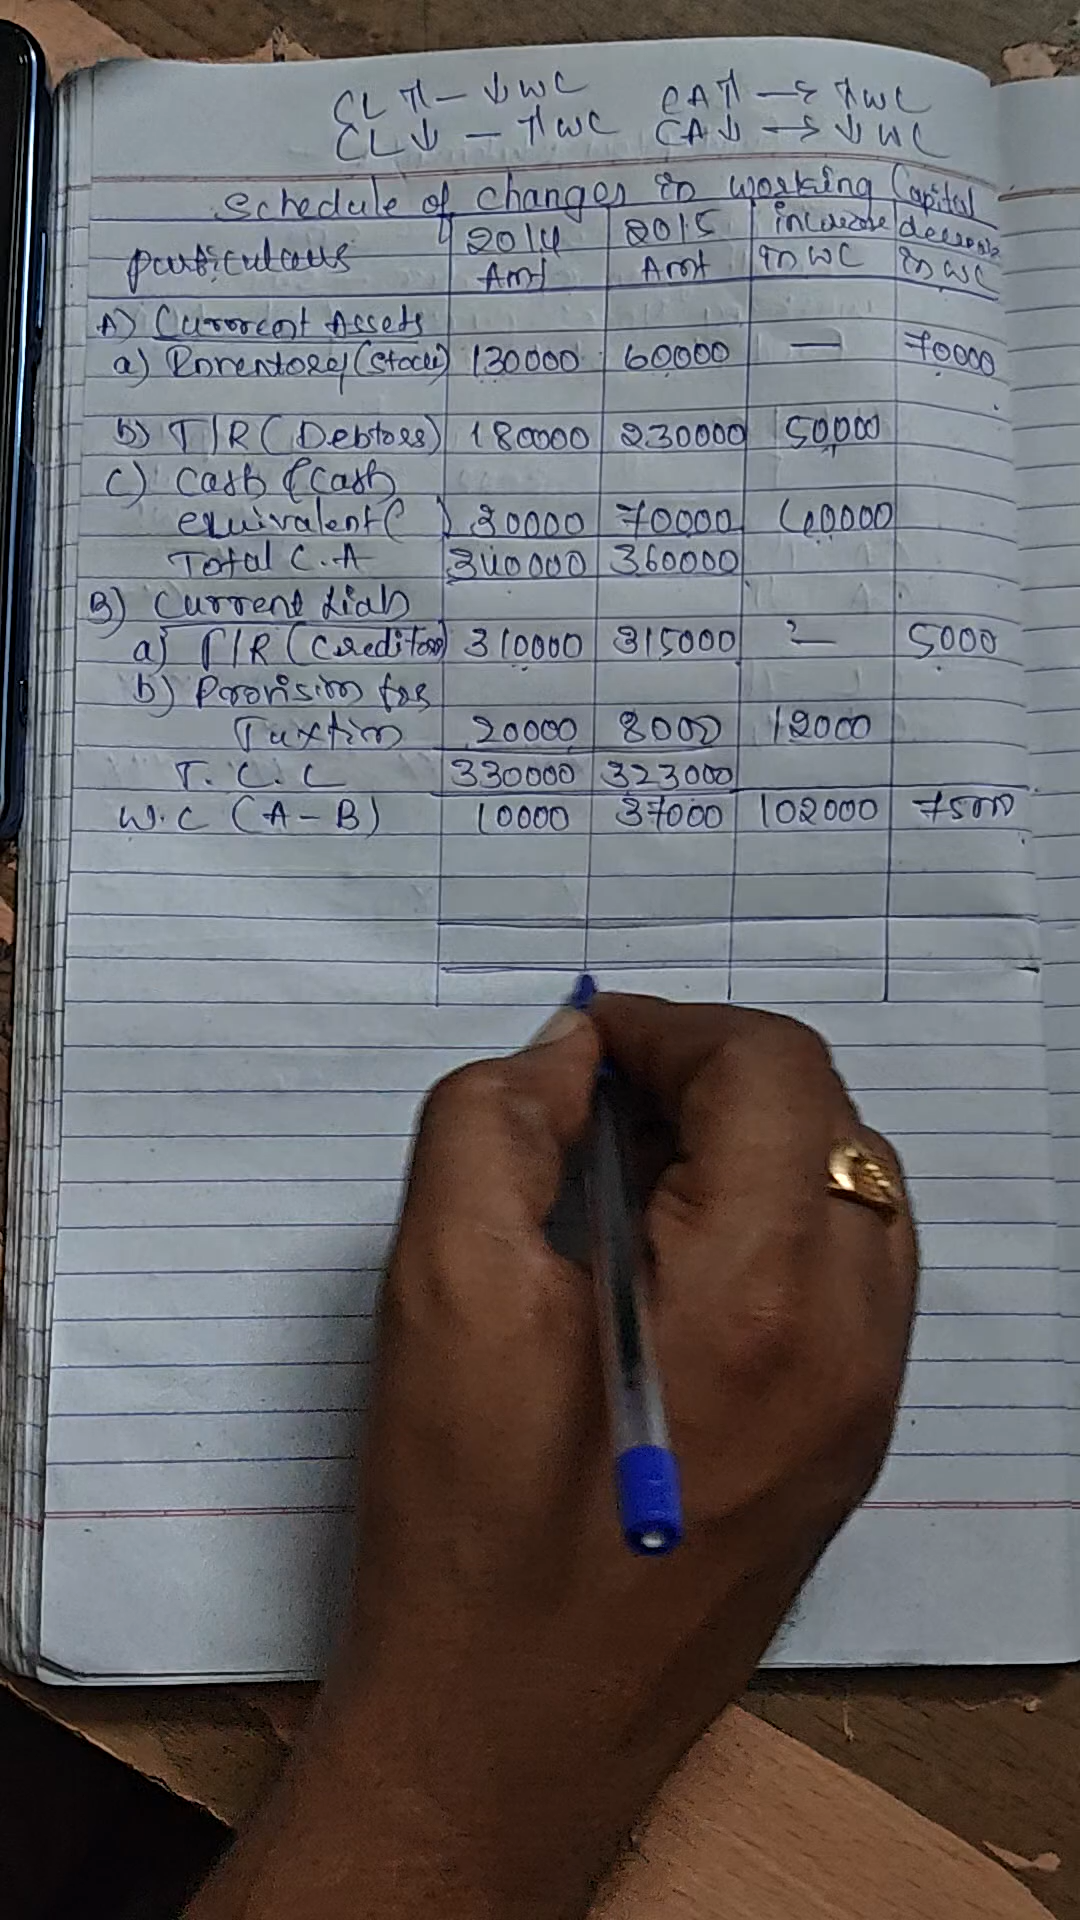 CL ↑ – ↓ WC CA ↑ → ↑ WC
CL ↓ – ↑ WC CA ↓ → ↓ WC
Schedule of changes in working Capital
particulars 2014 Amt 2015 Amt increase in WC decrease in WC
A) Current Assets
a) Inventory (Stock) 130000 60000 — 70000
b) T/R (Debtors) 180000 230000 50000
c) Cash & Cash
equivalent ( ) 30000 70000 40000
Total C.A 340000 360000
B) Current Liab
a) T/R (Creditors) 310000 315000 — 5000
b) Provision for
Taxtion 20000 8000 12000
T. C. C 330000 323000
W.C (A - B) 10000 37000 102000 75000